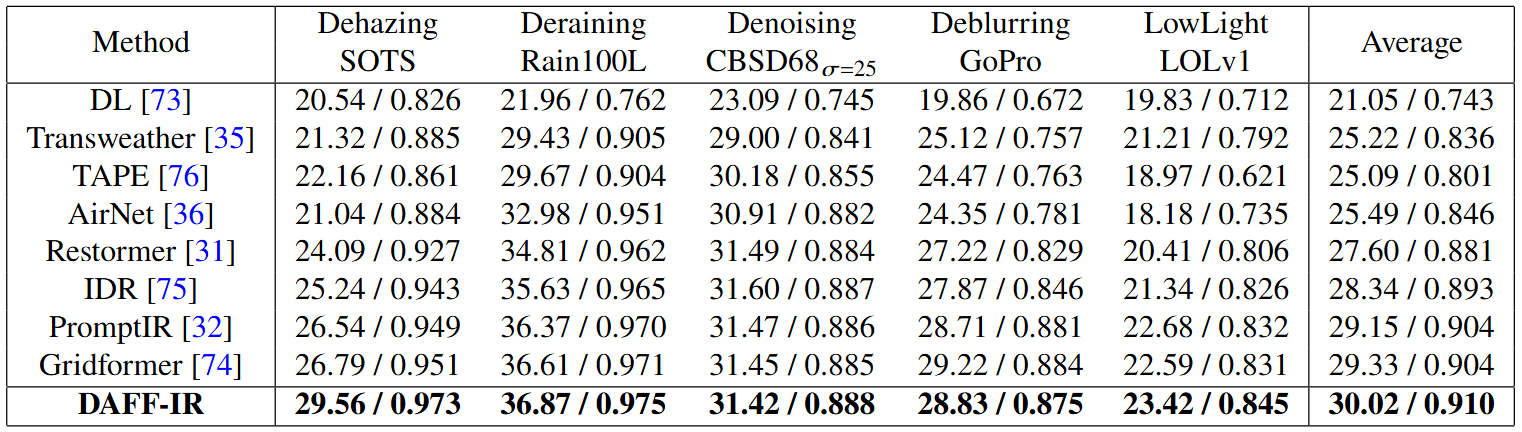 Method Dehazing SOTS Deraining Rain100L Denoising CBSD68σ=25 Deblurring GoPro LowLight LOLv1 Average
DL [73] 20.54 / 0.826 21.96 / 0.762 23.09 / 0.745 19.86 / 0.672 19.83 / 0.712 21.05 / 0.743
Transweather [35] 21.32 / 0.885 29.43 / 0.905 29.00 / 0.841 25.12 / 0.757 21.21 / 0.792 25.22 / 0.836
TAPE [76] 22.16 / 0.861 29.67 / 0.904 30.18 / 0.855 24.47 / 0.763 18.97 / 0.621 25.09 / 0.801
AirNet [36] 21.04 / 0.884 32.98 / 0.951 30.91 / 0.882 24.35 / 0.781 18.18 / 0.735 25.49 / 0.846
Restormer [31] 24.09 / 0.927 34.81 / 0.962 31.49 / 0.884 27.22 / 0.829 20.41 / 0.806 27.60 / 0.881
IDR [75] 25.24 / 0.943 35.63 / 0.965 31.60 / 0.887 27.87 / 0.846 21.34 / 0.826 28.34 / 0.893
PromptIR [32] 26.54 / 0.949 36.37 / 0.970 31.47 / 0.886 28.71 / 0.881 22.68 / 0.832 29.15 / 0.904
Gridformer [74] 26.79 / 0.951 36.61 / 0.971 31.45 / 0.885 29.22 / 0.884 22.59 / 0.831 29.33 / 0.904
DAFF-IR 29.56 / 0.973 36.87 / 0.975 31.42 / 0.888 28.83 / 0.875 23.42 / 0.845 30.02 / 0.910